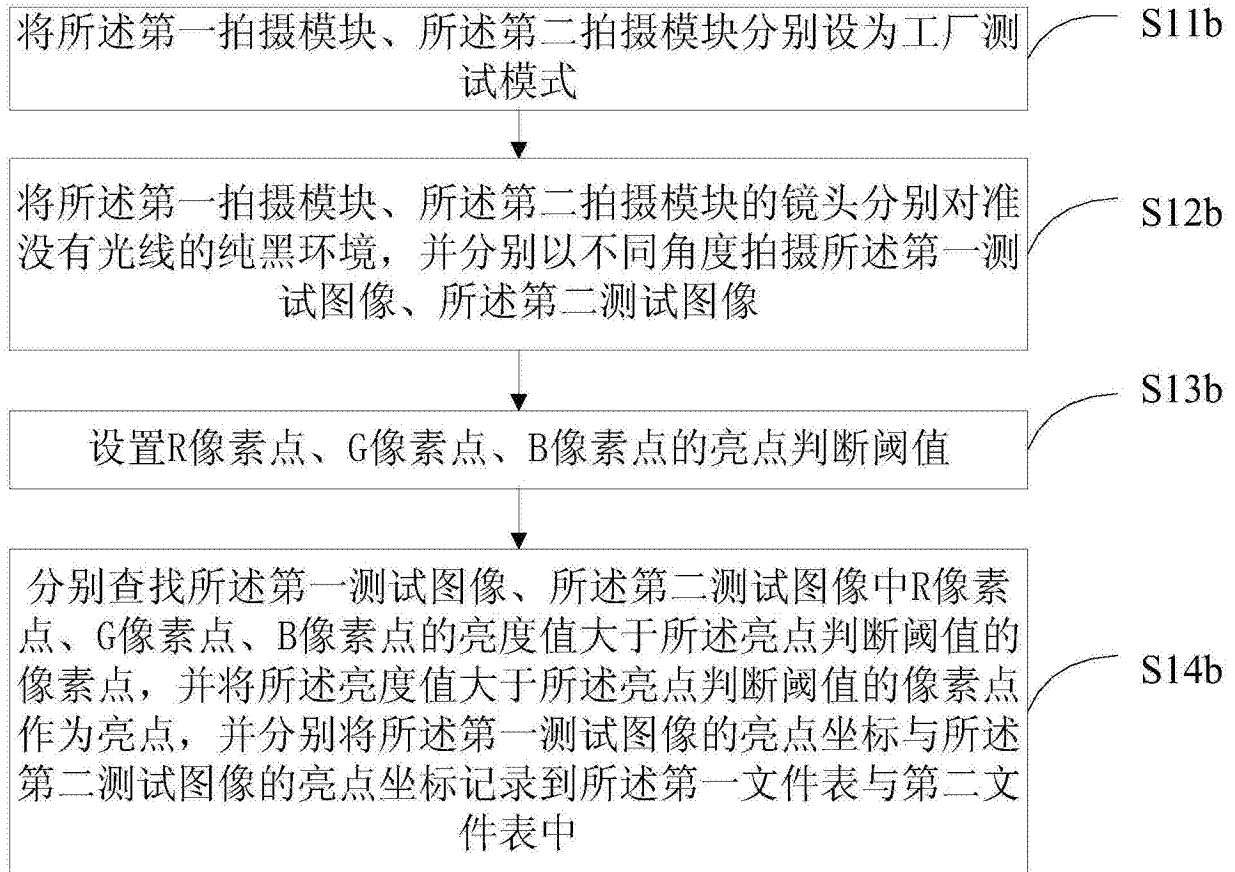 将所述第一拍摄模块、所述第二拍摄模块分别设为工厂测
试模式
S11b
将所述第一拍摄模块、所述第二拍摄模块的镜头分别对准
没有光线的纯黑环境，并分别以不同角度拍摄所述第一测
试图像、所述第二测试图像
S12b
设置R像素点、G像素点、B像素点的亮点判断阈值
S13b
分别查找所述第一测试图像、所述第二测试图像中R像素
点、G像素点、B像素点的亮度值大于所述亮点判断阈值的
像素点，并将所述亮度值大于所述亮点判断阈值的像素点
作为亮点，并分别将所述第一测试图像的亮点坐标与所述
第二测试图像的亮点坐标记录到所述第一文件表与第二文
件表中
S14b